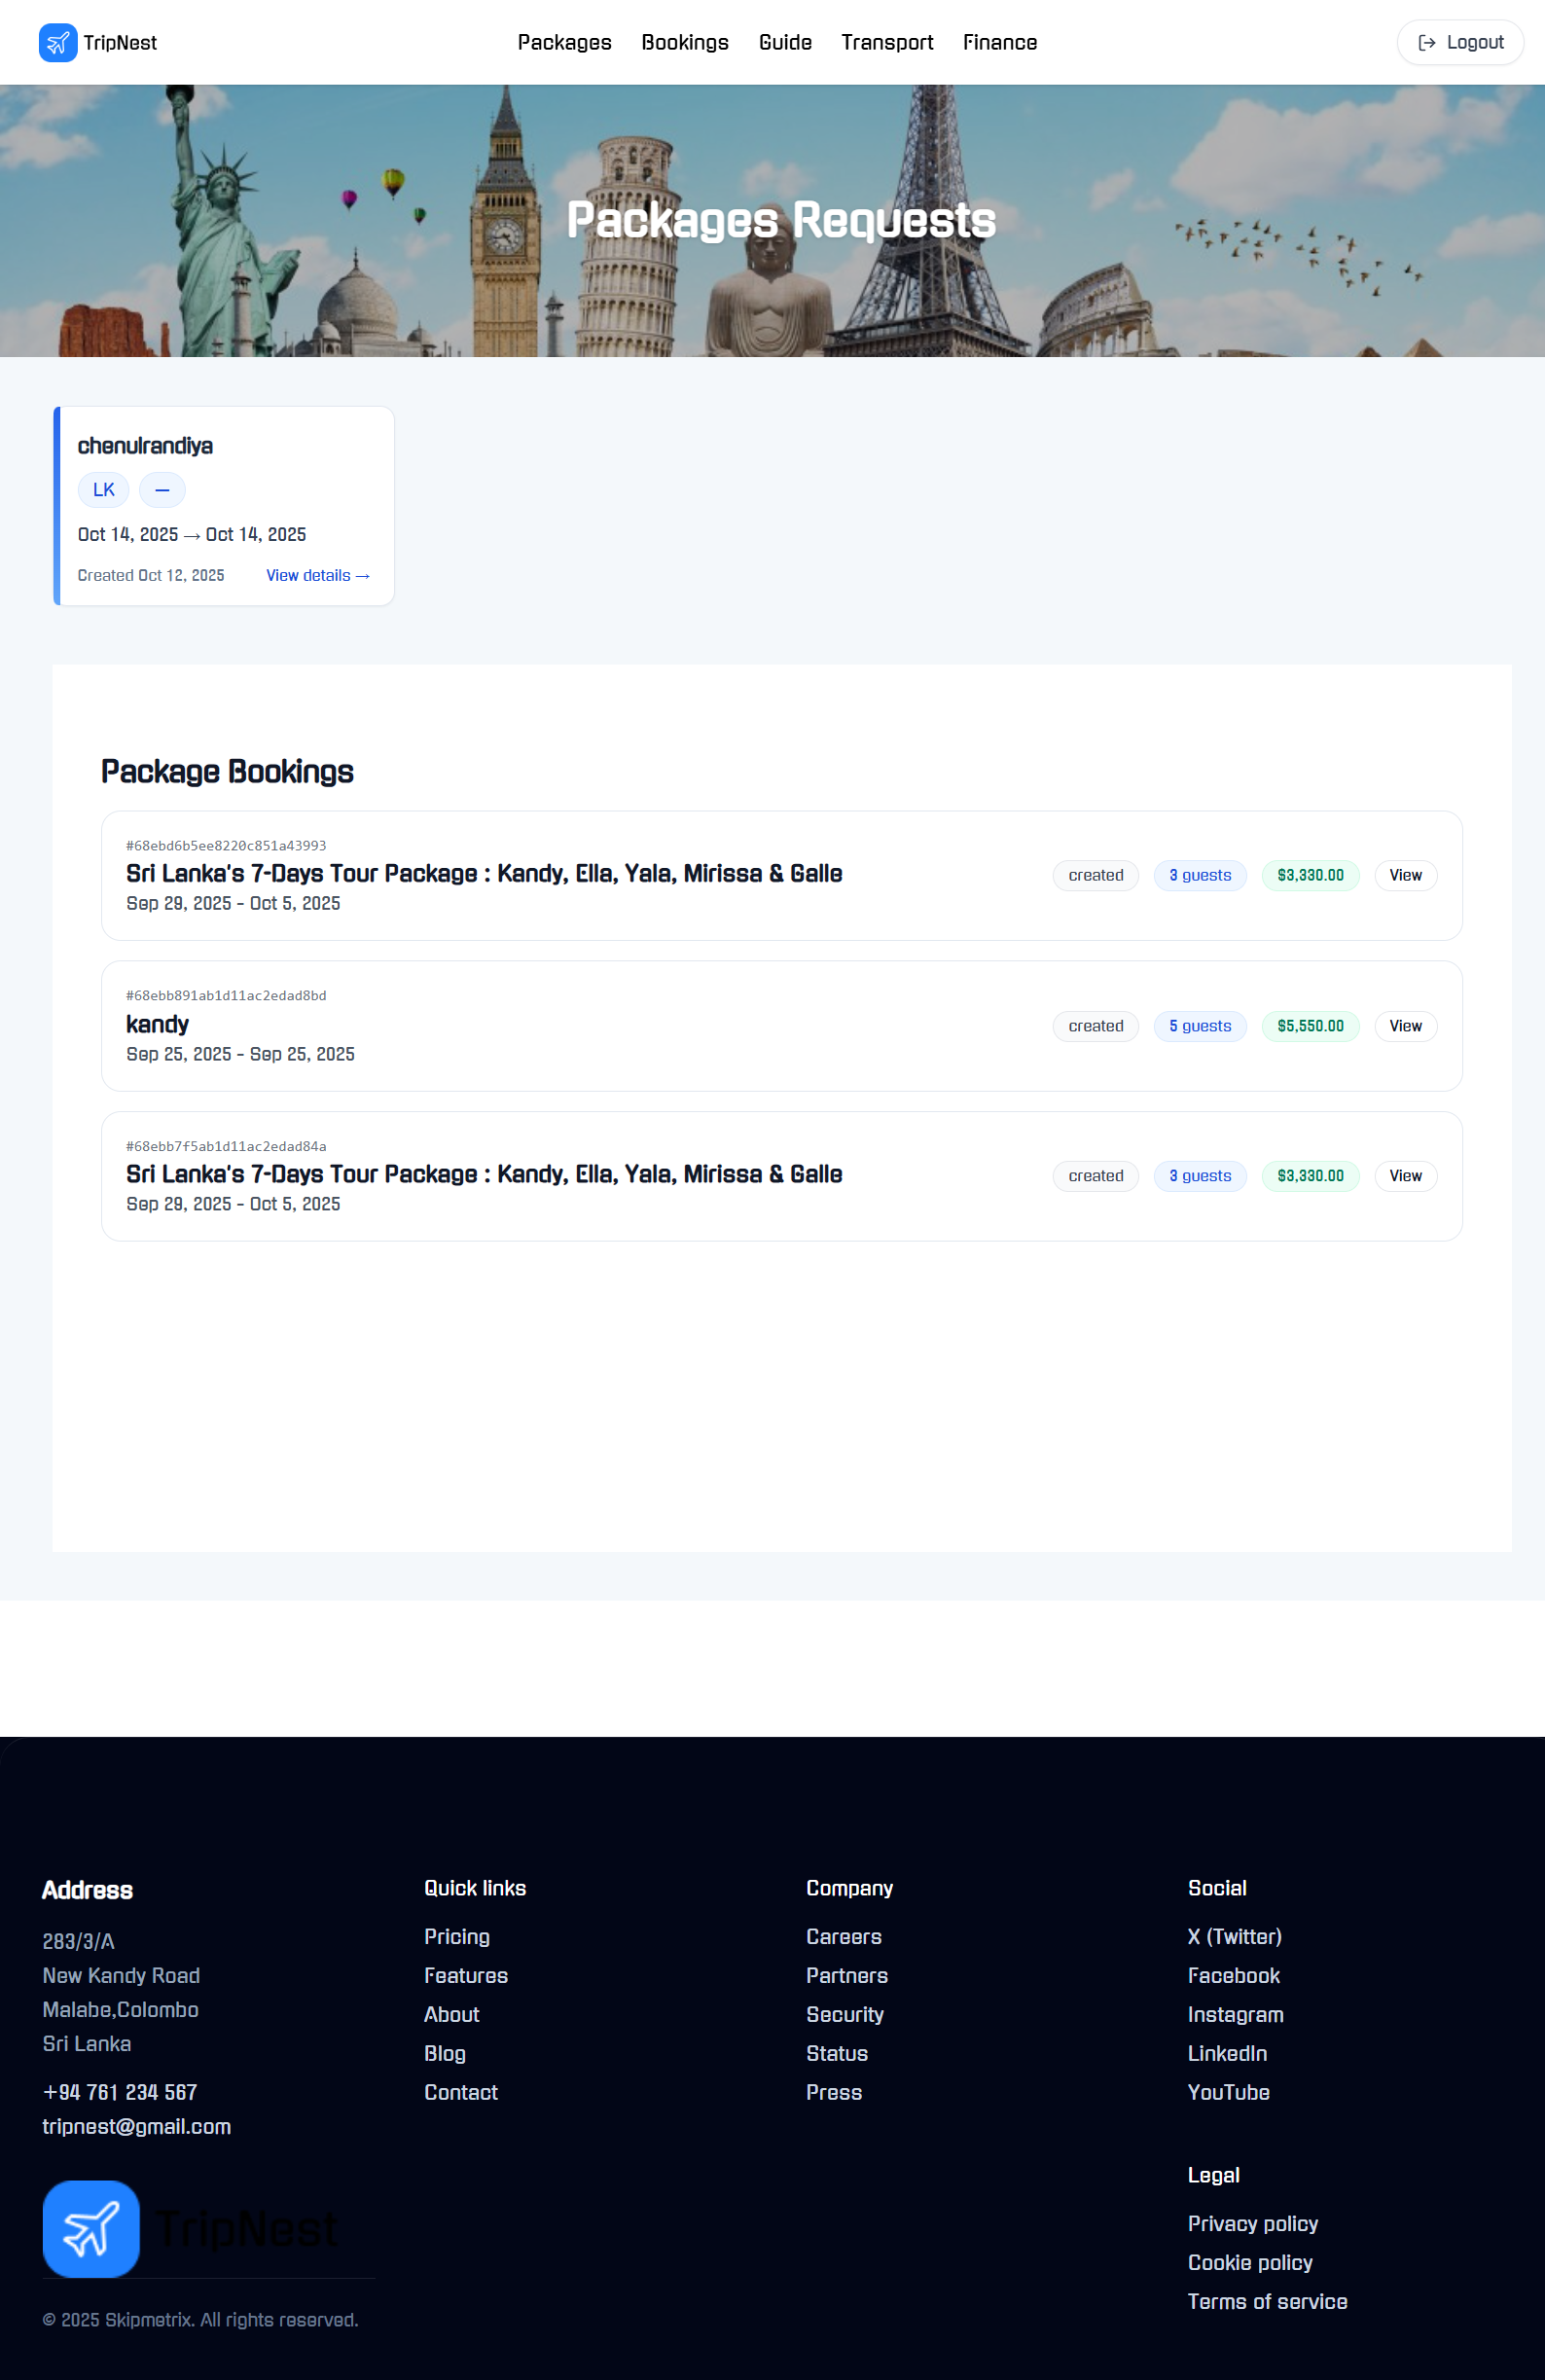 TripNest
Packages Bookings Guide Transport Finance
Logout
Packages Requests
chenulrandiya
LK —
Oct 14, 2025 → Oct 14, 2025
Created Oct 12, 2025 View details →
Package Bookings
#68ebd6b5ee8220c851a43993
Sri Lanka's 7-Days Tour Package : Kandy, Ella, Yala, Mirissa & Galle
Sep 29, 2025 - Oct 5, 2025
created 3 guests $3,330.00 View
#68ebb891ab1d11ac2edad8bd
kandy
Sep 25, 2025 - Sep 25, 2025
created 5 guests $5,550.00 View
#68ebb7f5ab1d11ac2edad84a
Sri Lanka's 7-Days Tour Package : Kandy, Ella, Yala, Mirissa & Galle
Sep 29, 2025 - Oct 5, 2025
created 3 guests $3,330.00 View
Address
283/3/A
New Kandy Road
Malabe,Colombo
Sri Lanka
+94 761 234 567
tripnest@gmail.com
TripNest
© 2025 Skipmetrix. All rights reserved.
Quick links
Pricing
Features
About
Blog
Contact
Company
Careers
Partners
Security
Status
Press
Social
X (Twitter)
Facebook
Instagram
LinkedIn
YouTube
Legal
Privacy policy
Cookie policy
Terms of service